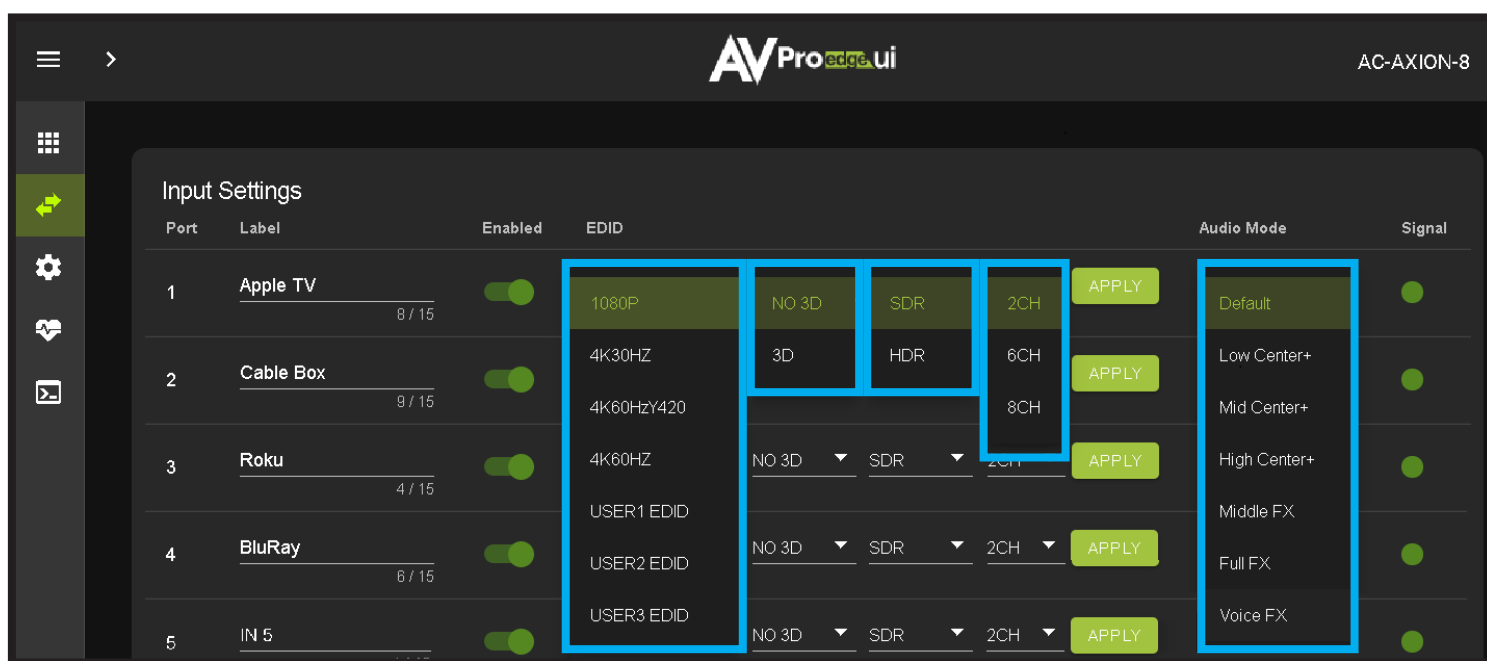 AVPro edge.ui
AC-AXION-8
Input Settings
Port Label Enabled EDID Audio Mode Signal
1 Apple TV 1080P NO 3D SDR 2CH APPLY Default
8 / 15
4K30HZ 3D HDR 6CH Low Center+
2 Cable Box APPLY
9 / 15
4K60HzY420 8CH Mid Center+
3 Roku 4K60HZ NO 3D SDR 2CH APPLY High Center+
4 / 15
USER1 EDID Middle FX
4 BluRay NO 3D SDR 2CH APPLY
6 / 15
USER2 EDID Full FX
USER3 EDID Voice FX
5 IN 5 NO 3D SDR 2CH APPLY